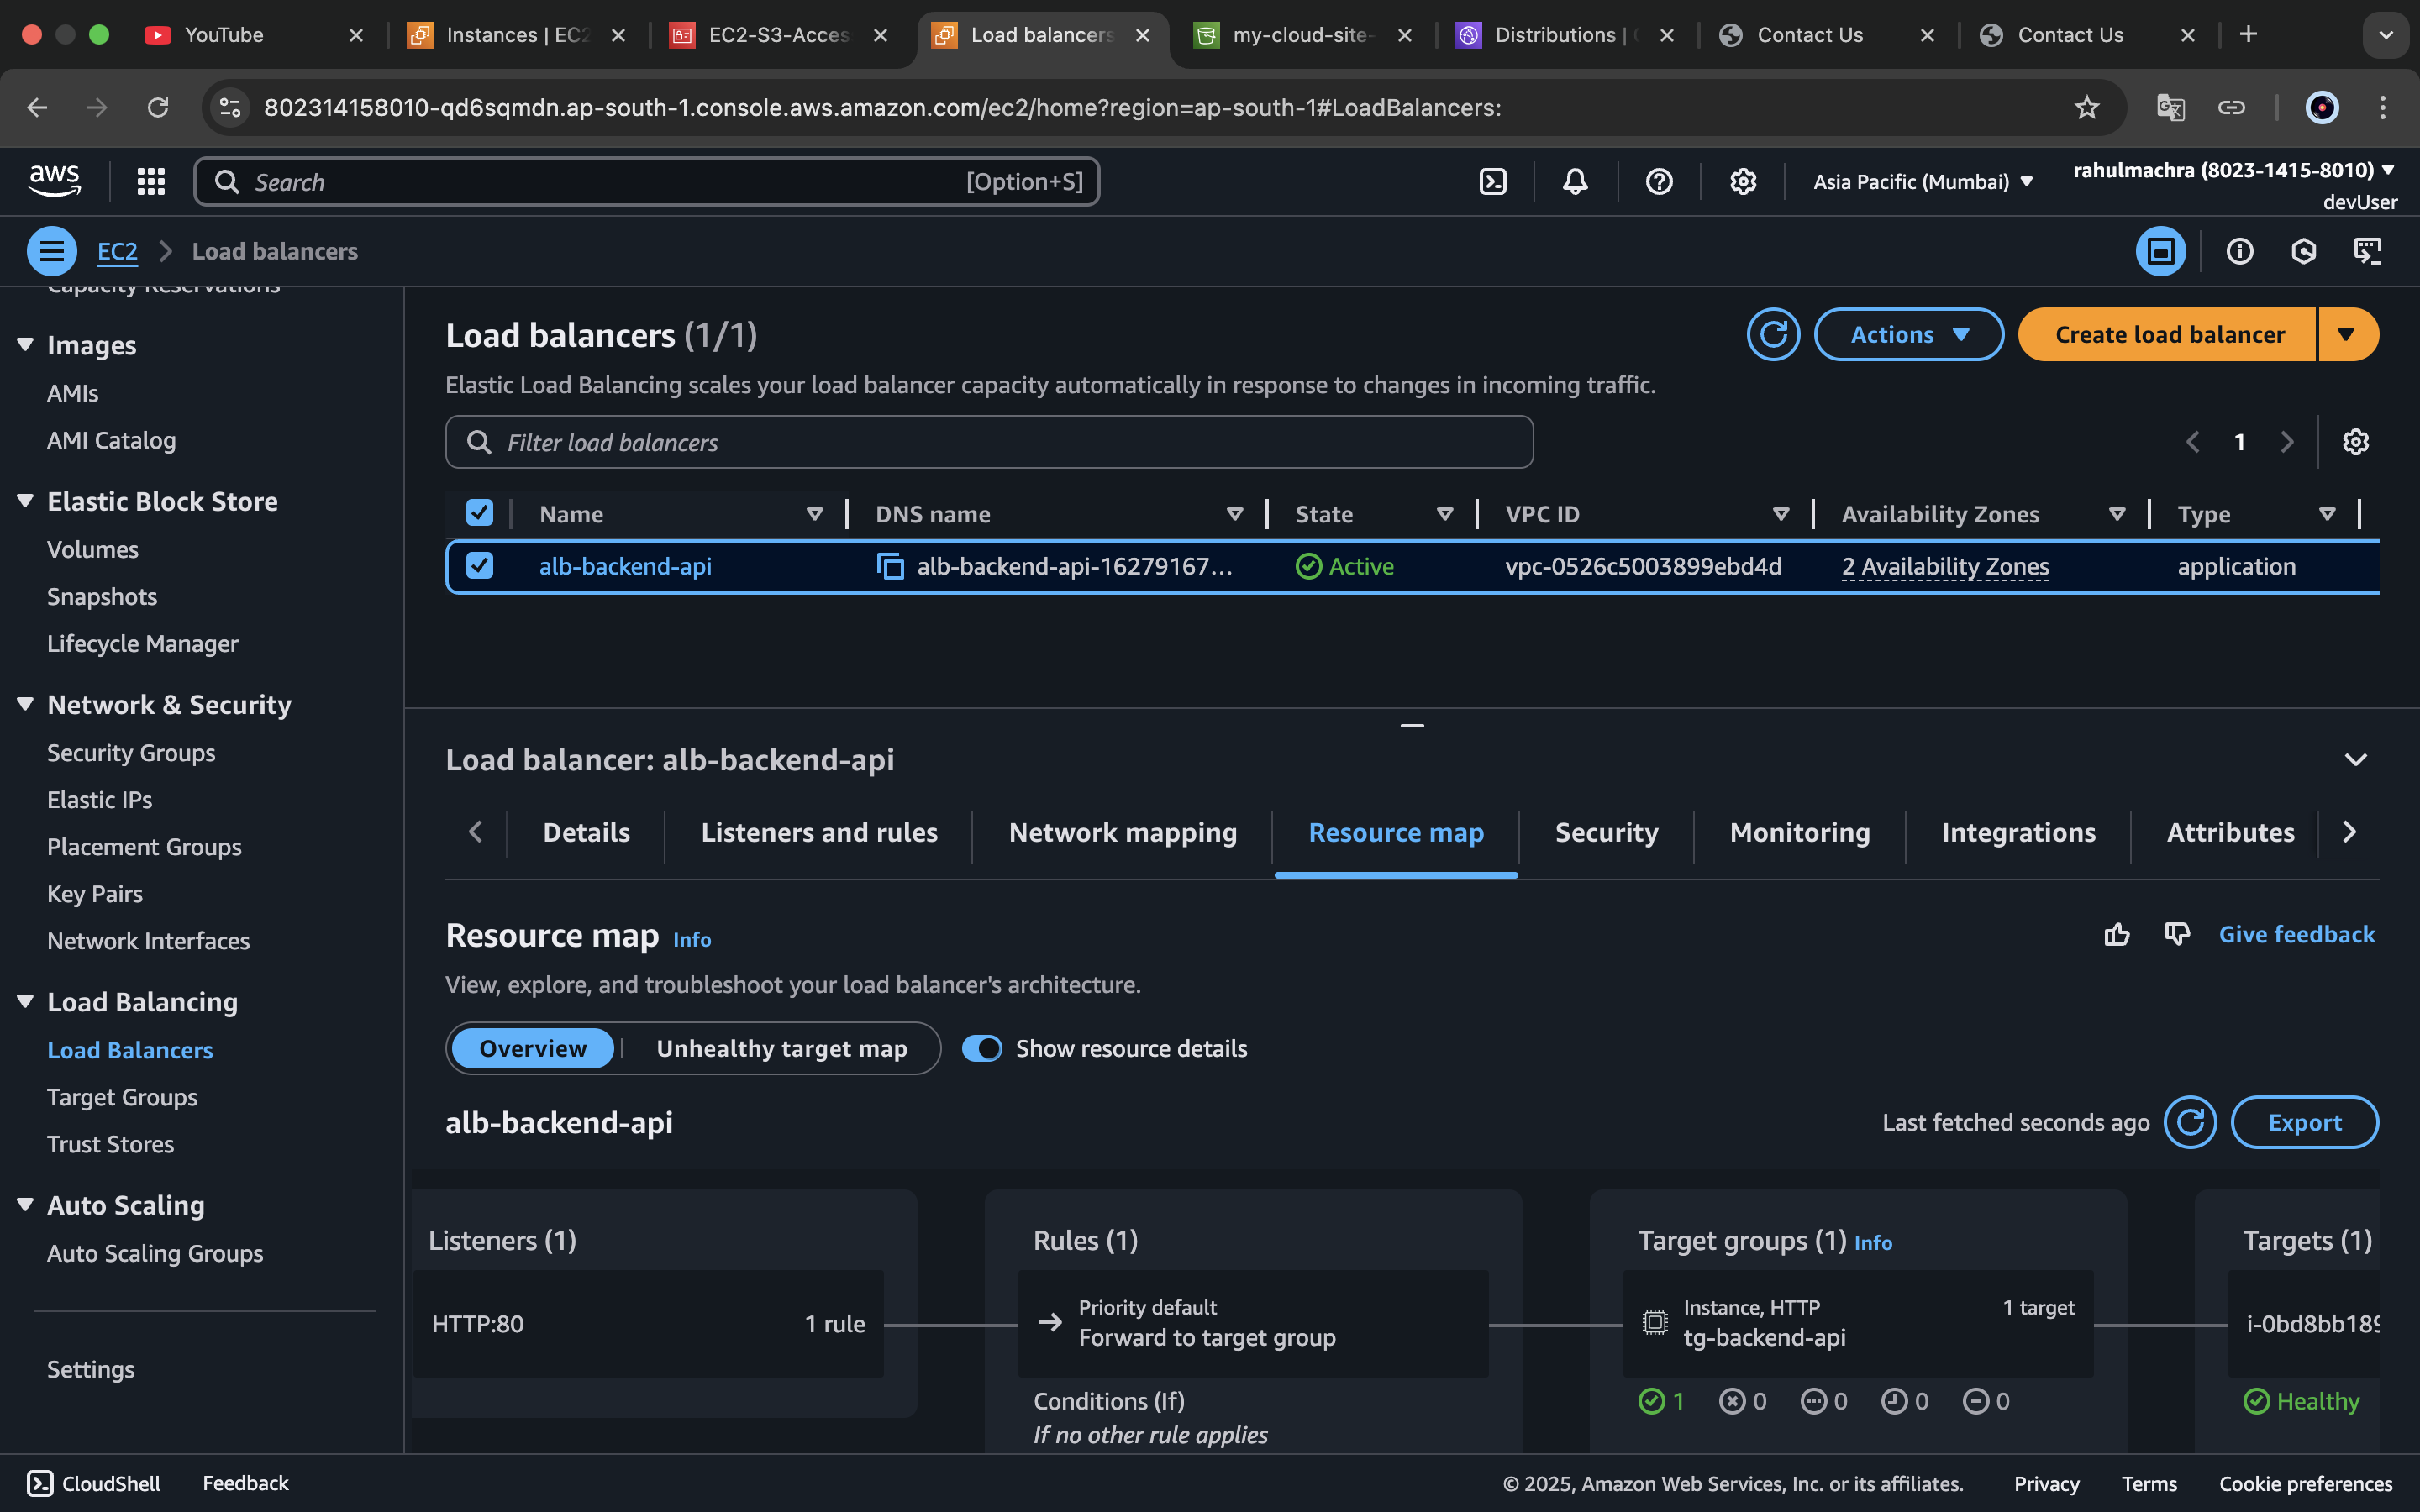 YouTube
Instances | EC2
EC2-S3-Acces
Load balancers
my-cloud-site-
Distributions |
Contact Us
Contact Us
802314158010-qd6sqmdn.ap-south-1.console.aws.amazon.com/ec2/home?region=ap-south-1#LoadBalancers:
aws
Search
[Option+S]
Asia Pacific (Mumbai)
rahulmachra (8023-1415-8010)
devUser
EC2
Load balancers
Capacity Reservations
Images
AMIs
AMI Catalog
Elastic Block Store
Volumes
Snapshots
Lifecycle Manager
Network & Security
Security Groups
Elastic IPs
Placement Groups
Key Pairs
Network Interfaces
Load Balancing
Load Balancers
Target Groups
Trust Stores
Auto Scaling
Auto Scaling Groups
Settings
Load balancers (1/1)
Actions
Create load balancer
Elastic Load Balancing scales your load balancer capacity automatically in response to changes in incoming traffic.
Filter load balancers
1
Name DNS name State VPC ID Availability Zones Type
alb-backend-api alb-backend-api-16279167... Active vpc-0526c5003899ebd4d 2 Availability Zones application
Load balancer: alb-backend-api
Details Listeners and rules Network mapping Resource map Security Monitoring Integrations Attributes
Resource map Info
Give feedback
View, explore, and troubleshoot your load balancer's architecture.
Overview Unhealthy target map Show resource details
alb-backend-api
Last fetched seconds ago
Export
Listeners (1)
HTTP:80 1 rule
Rules (1)
Priority default
Forward to target group
Conditions (If)
If no other rule applies
Target groups (1) Info
Instance, HTTP 1 target
tg-backend-api
1 0 0 0 0
Targets (1)
i-0bd8bb189
Healthy
CloudShell Feedback
© 2025, Amazon Web Services, Inc. or its affiliates. Privacy Terms Cookie preferences